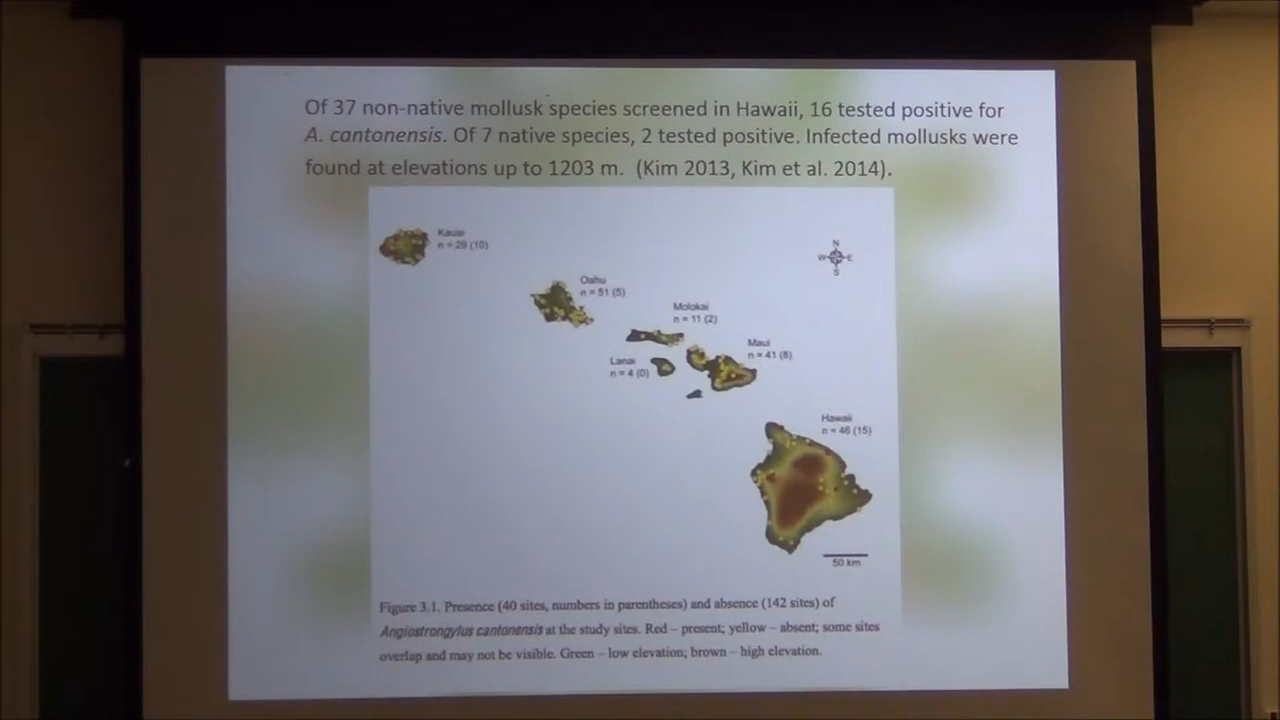 Of 37 non-native mollusk species screened in Hawaii, 16 tested positive for
A. cantonensis. Of 7 native species, 2 tested positive. Infected mollusks were
found at elevations up to 1203 m. (Kim 2013, Kim et al. 2014).
Kauai
n = 29 (10)
N
W E
S
Oahu
n = 51 (5)
Molokai
n = 11 (2)
Maui
n = 41 (8)
Lanai
n = 4 (0)
Hawaii
n = 46 (15)
50 km
Figure 3.1. Presence (40 sites, numbers in parentheses) and absence (142 sites) of
Angiostrongylus cantonensis at the study sites. Red – present; yellow – absent; some sites
overlap and may not be visible. Green – low elevation; brown – high elevation.